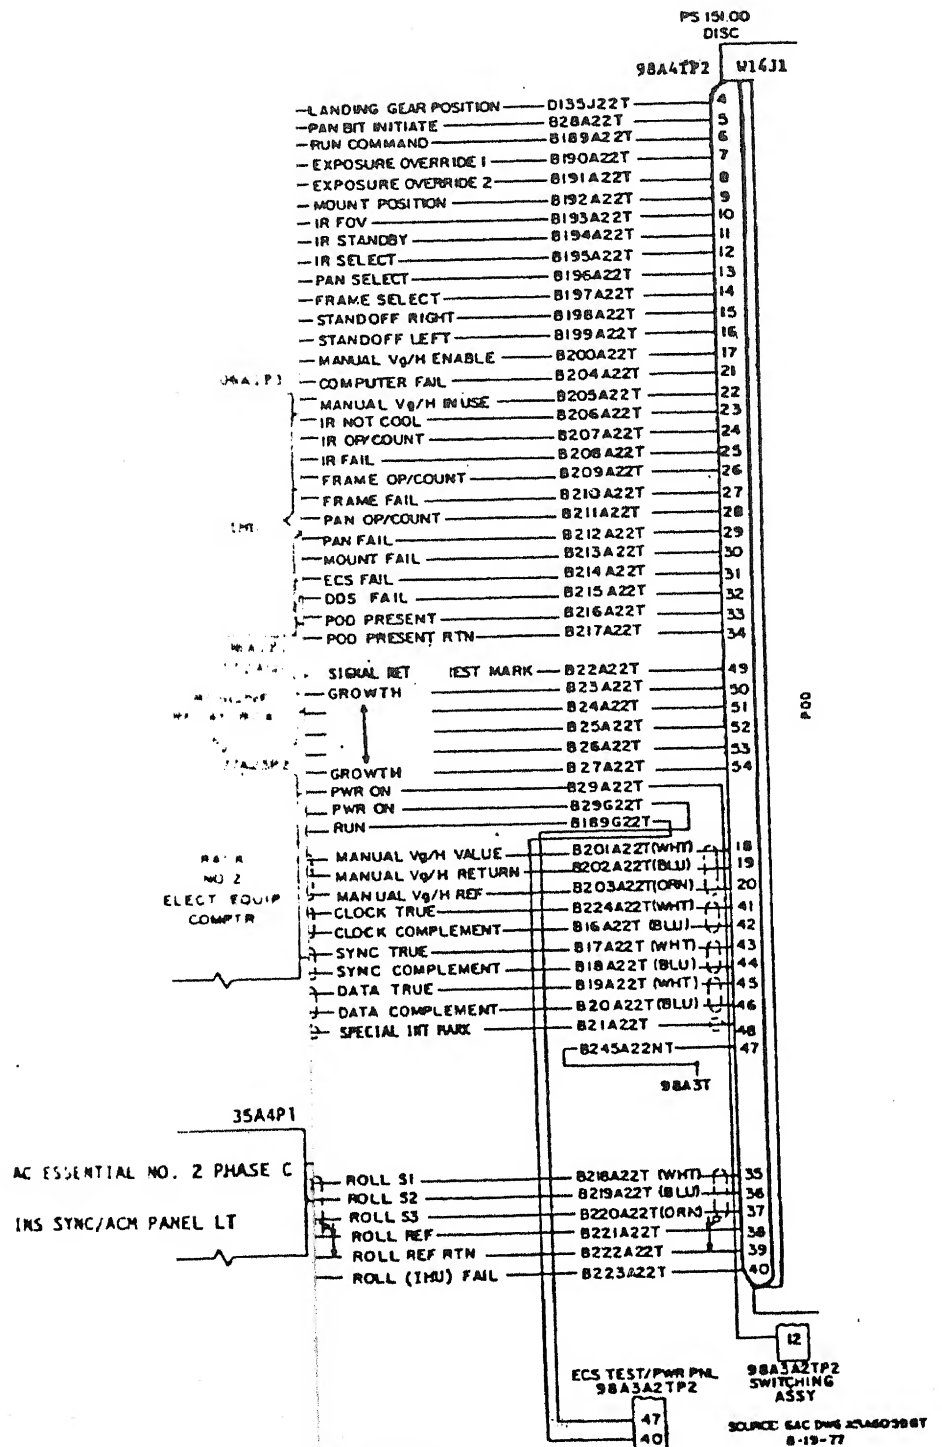 PS 151.00
DISC
98A4TP2 W14J1
LANDING GEAR POSITION D135J22T 4
PAN BIT INITIATE B28A22T 5
RUN COMMAND B189A22T 6
EXPOSURE OVERRIDE 1 B190A22T 7
EXPOSURE OVERRIDE 2 B191A22T 8
MOUNT POSITION B192A22T 9
IR FOV B193A22T 10
IR STANDBY B194A22T 11
IR SELECT B195A22T 12
PAN SELECT B196A22T 13
FRAME SELECT B197A22T 14
STANDOFF RIGHT B198A22T 15
STANDOFF LEFT B199A22T 16
MANUAL Vg/H ENABLE B200A22T 17
COMPUTER FAIL B204A22T 21
MANUAL Vg/H IN USE B205A22T 22
IR NOT COOL B206A22T 23
IR OP/COUNT B207A22T 24
IR FAIL B208A22T 25
FRAME OP/COUNT B209A22T 26
FRAME FAIL B210A22T 27
PAN OP/COUNT B211A22T 28
PAN FAIL B212A22T 29
MOUNT FAIL B213A22T 30
ECS FAIL B214A22T 31
DDS FAIL B215A22T 32
POD PRESENT B216A22T 33
POD PRESENT RTN B217A22T 34
SIGNAL RET TEST MARK B22A22T 49
GROWTH B23A22T 50
B24A22T 51
B25A22T 52
B26A22T 53
GROWTH B27A22T 54
POD
PWR ON B29A22T
PWR ON B29G22T
RUN B189G22T
MANUAL Vg/H VALUE B201A22T(WHT) 18
MANUAL Vg/H RETURN B202A22T(BLU) 19
MANUAL Vg/H REF B203A22T(ORN) 20
CLOCK TRUE B224A22T(WHT) 41
CLOCK COMPLEMENT B16A22T (BLU) 42
SYNC TRUE B17A22T (WHT) 43
SYNC COMPLEMENT B18A22T (BLU) 44
DATA TRUE B19A22T (WHT) 45
DATA COMPLEMENT B20A22T(BLU) 46
SPECIAL INT MARK B21A22T 48
NO 2
ELECT EQUIP
COMPTR
B245A22NT 47
98A3T
35A4P1
AC ESSENTIAL NO. 2 PHASE C
INS SYNC/ACM PANEL LT
ROLL S1 B218A22T (WHT) 35
ROLL S2 B219A22T (BLU) 36
ROLL S3 B220A22T(ORN) 37
ROLL REF B221A22T 38
ROLL REF RTN B222A22T 39
ROLL (IMU) FAIL B223A22T 40
12
98A3A2TP2
SWITCHING
ASSY
ECS TEST/PWR PNL
98A3A2TP2
47
40
SOURCE: GAC DWG
8-19-77